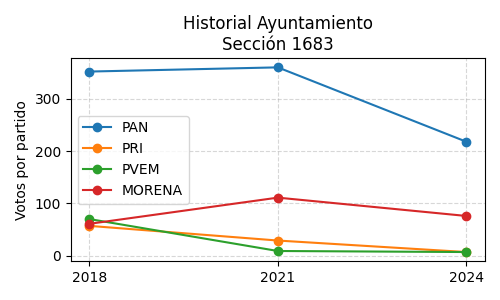 Historial Ayuntamiento
Sección 1683
Votos por partido
300
200
100
0
PAN
PRI
PVEM
MORENA
2018
2021
2024